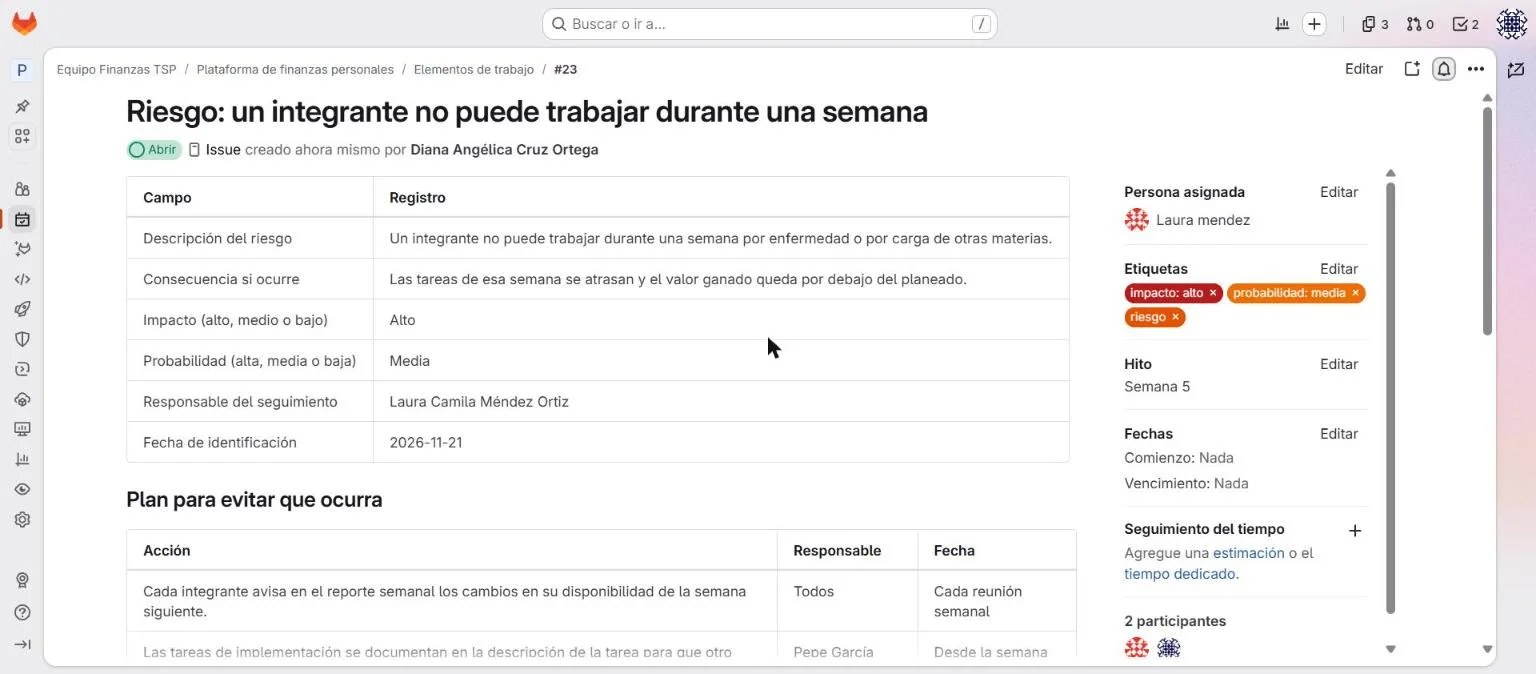 Buscar o ir a...
/
3
0
2
P
Equipo Finanzas TSP / Plataforma de finanzas personales / Elementos de trabajo / #23
Editar
Riesgo: un integrante no puede trabajar durante una semana
Abrir Issue creado ahora mismo por Diana Angélica Cruz Ortega
Campo Registro
Descripción del riesgo Un integrante no puede trabajar durante una semana por enfermedad o por carga de otras materias.
Consecuencia si ocurre Las tareas de esa semana se atrasan y el valor ganado queda por debajo del planeado.
Impacto (alto, medio o bajo) Alto
Probabilidad (alta, media o baja) Media
Responsable del seguimiento Laura Camila Méndez Ortiz
Fecha de identificación 2026-11-21
Plan para evitar que ocurra
Acción Responsable Fecha
Cada integrante avisa en el reporte semanal los cambios en su disponibilidad de la semana
siguiente.
Todos
Cada reunión
semanal
Las tareas de implementación se documentan en la descripción de la tarea para que otro
Pepe García
Desde la semana
Persona asignada Editar
Laura mendez
Etiquetas Editar
impacto: alto × probabilidad: media ×
riesgo ×
Hito Editar
Semana 5
Fechas Editar
Comienzo: Nada
Vencimiento: Nada
Seguimiento del tiempo +
Agregue una estimación o el
tiempo dedicado.
2 participantes